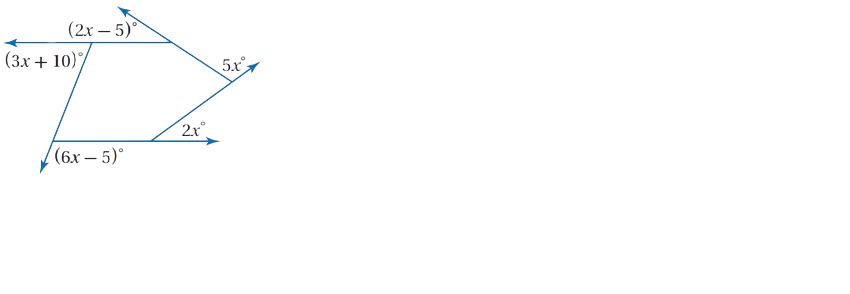 (2x – 5)°
(3x + 10)°
5x°
2x°
(6x – 5)°